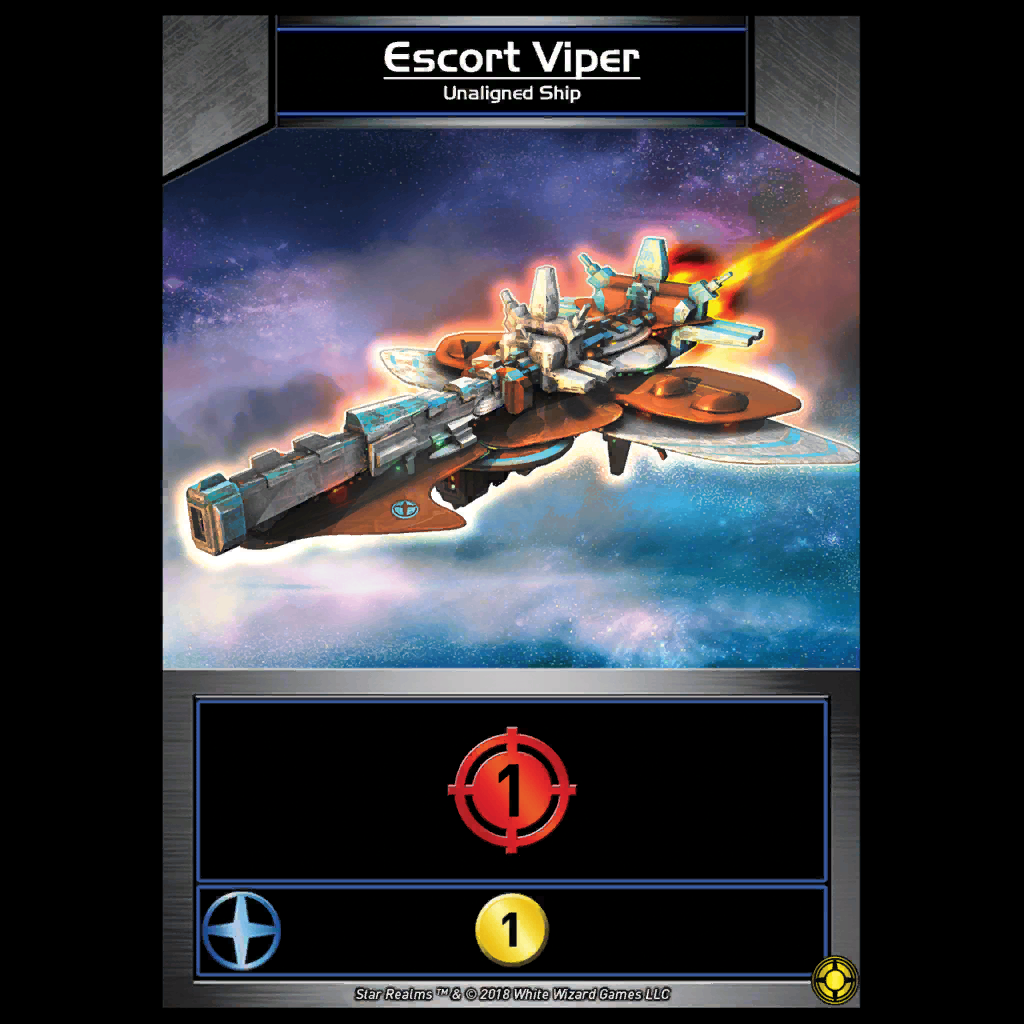 Escort Viper
Unaligned Ship
1
1
Star Realms ™ & © 2018 White Wizard Games LLC